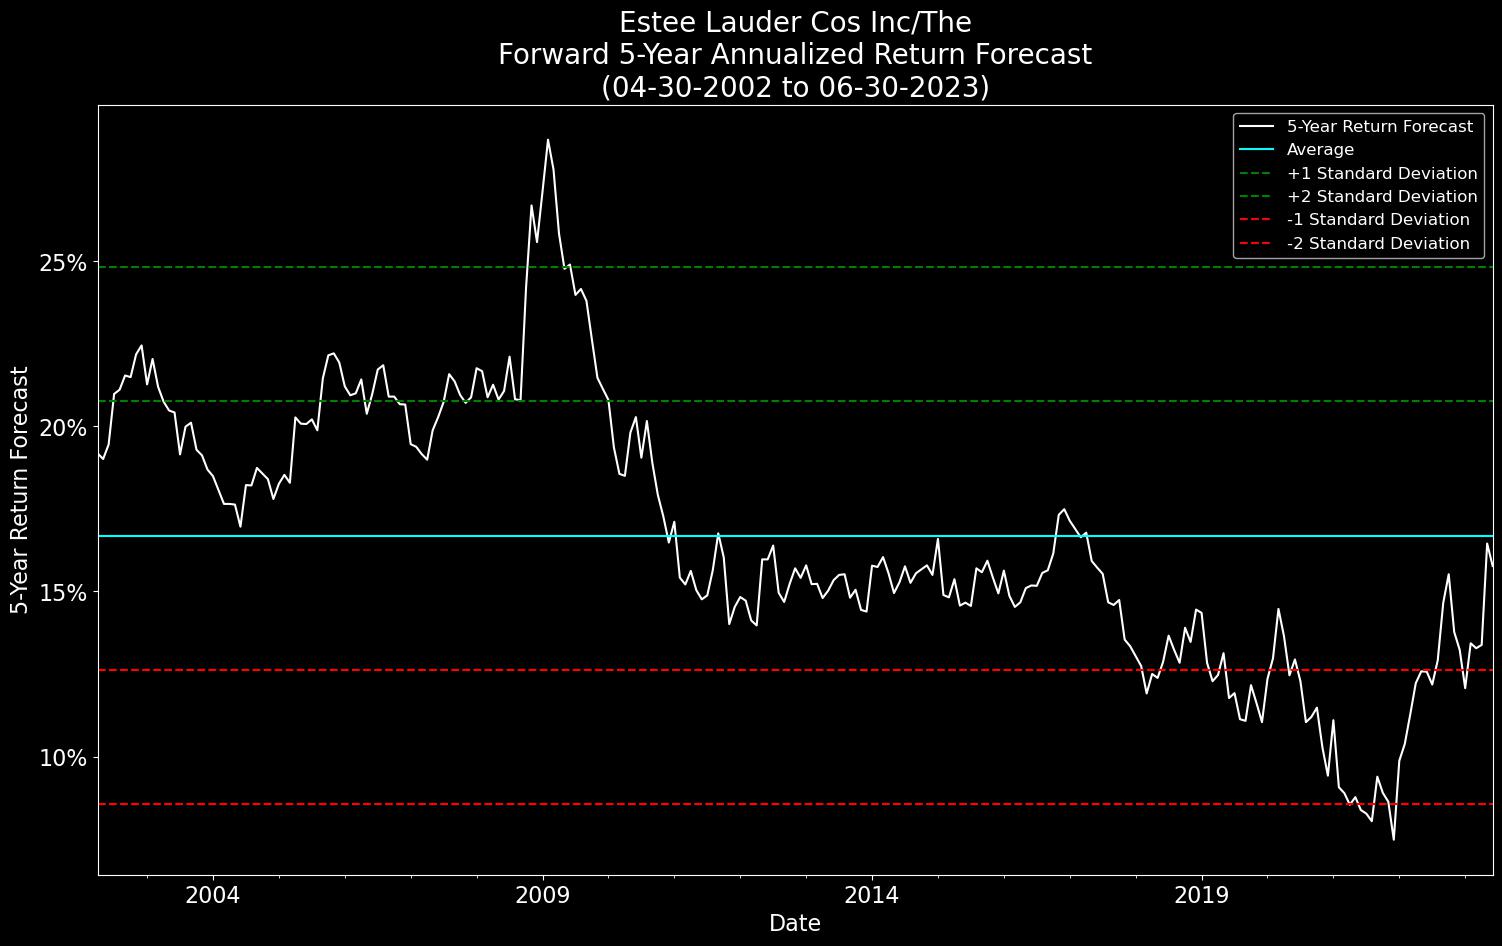 Estee Lauder Cos Inc/The
Forward 5-Year Annualized Return Forecast
(04-30-2002 to 06-30-2023)
5-Year Return Forecast
Average
+1 Standard Deviation
+2 Standard Deviation
-1 Standard Deviation
-2 Standard Deviation
25%
20%
15%
10%
5-Year Return Forecast
2004
2009
2014
2019
Date